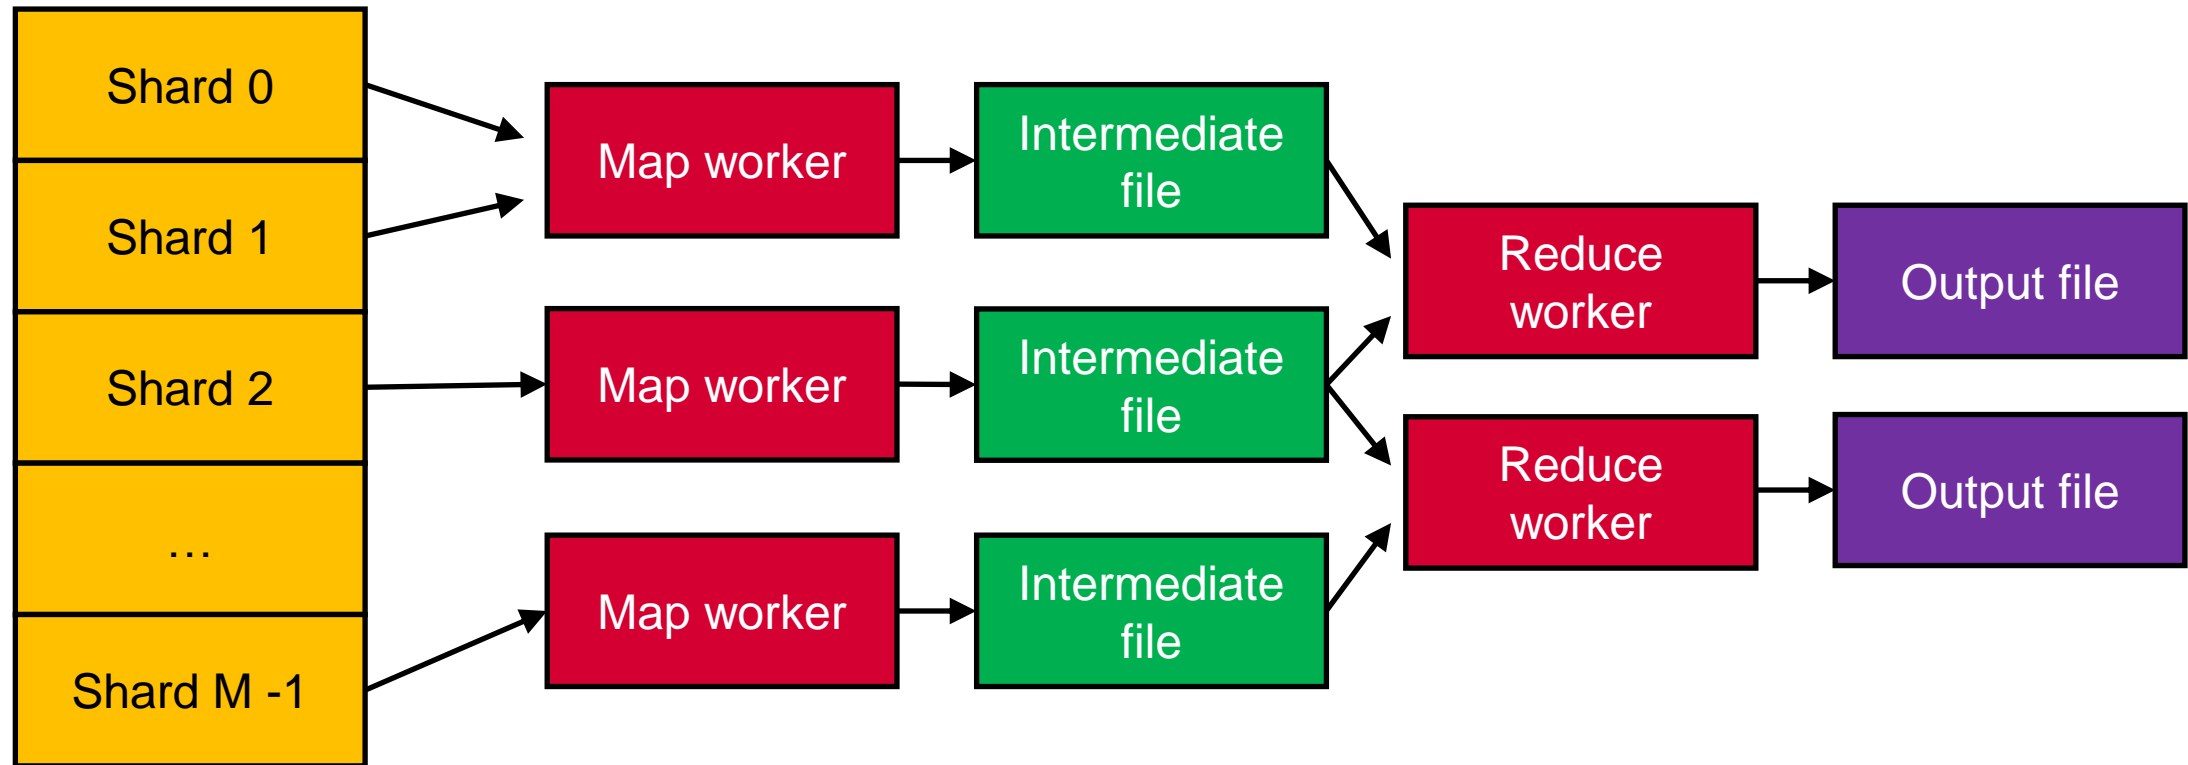 Shard 0
Shard 1
Shard 2
…
Shard M -1
Map worker
Map worker
Map worker
Intermediate
file
Intermediate
file
Intermediate
file
Reduce
worker
Reduce
worker
Output file
Output file